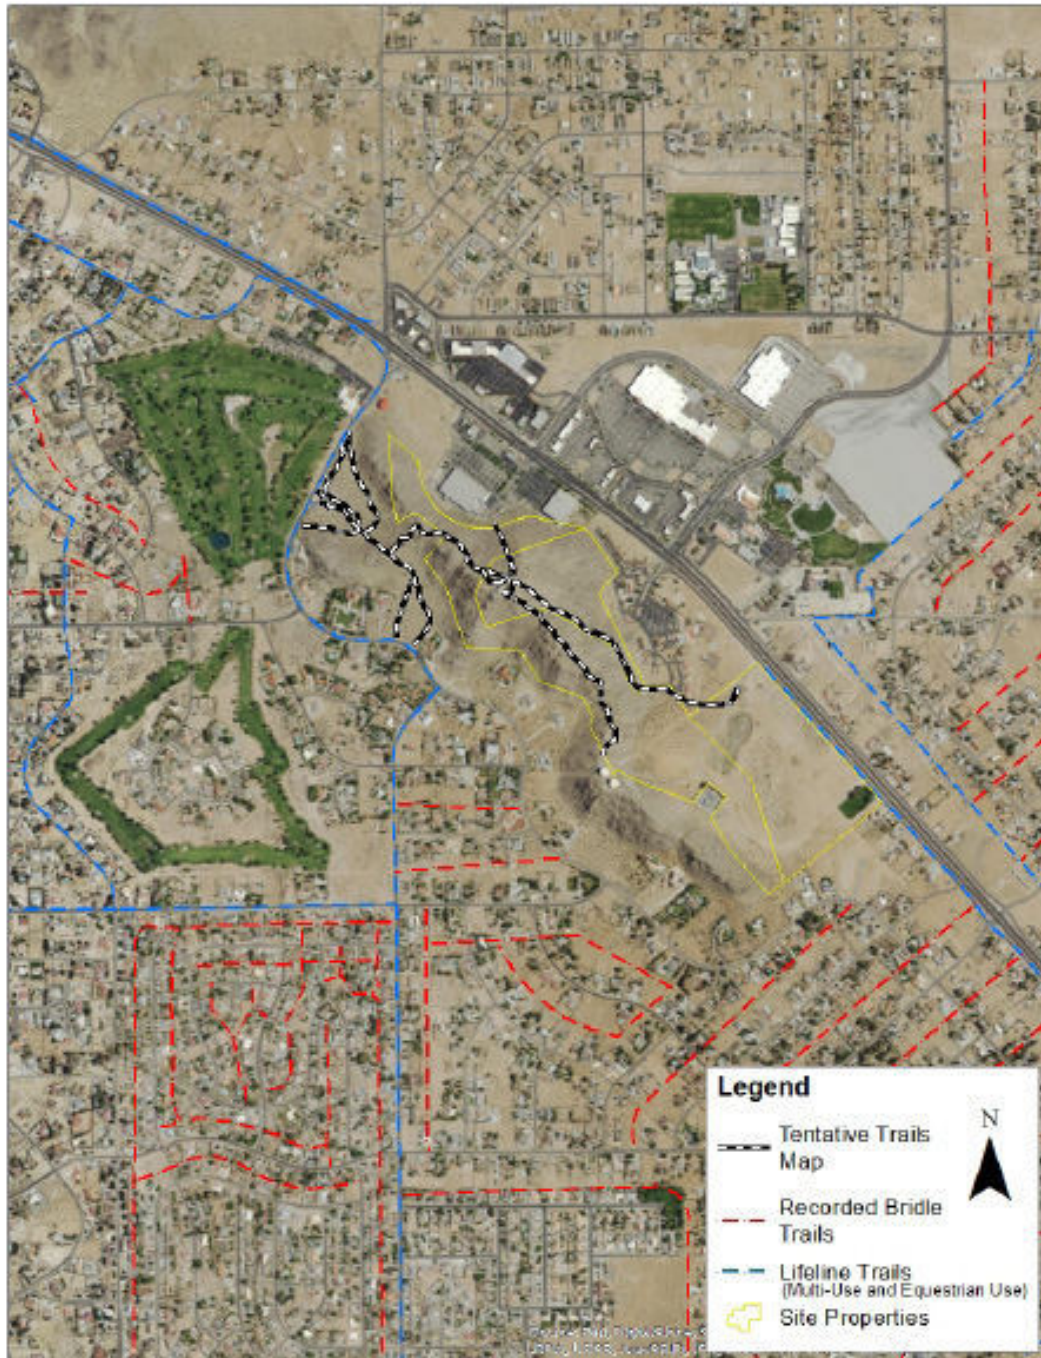 Legend
N
Tentative Trails
Map
Recorded Bridle
Trails
Lifeline Trails
(Multi-Use and Equestrian Use)
Site Properties